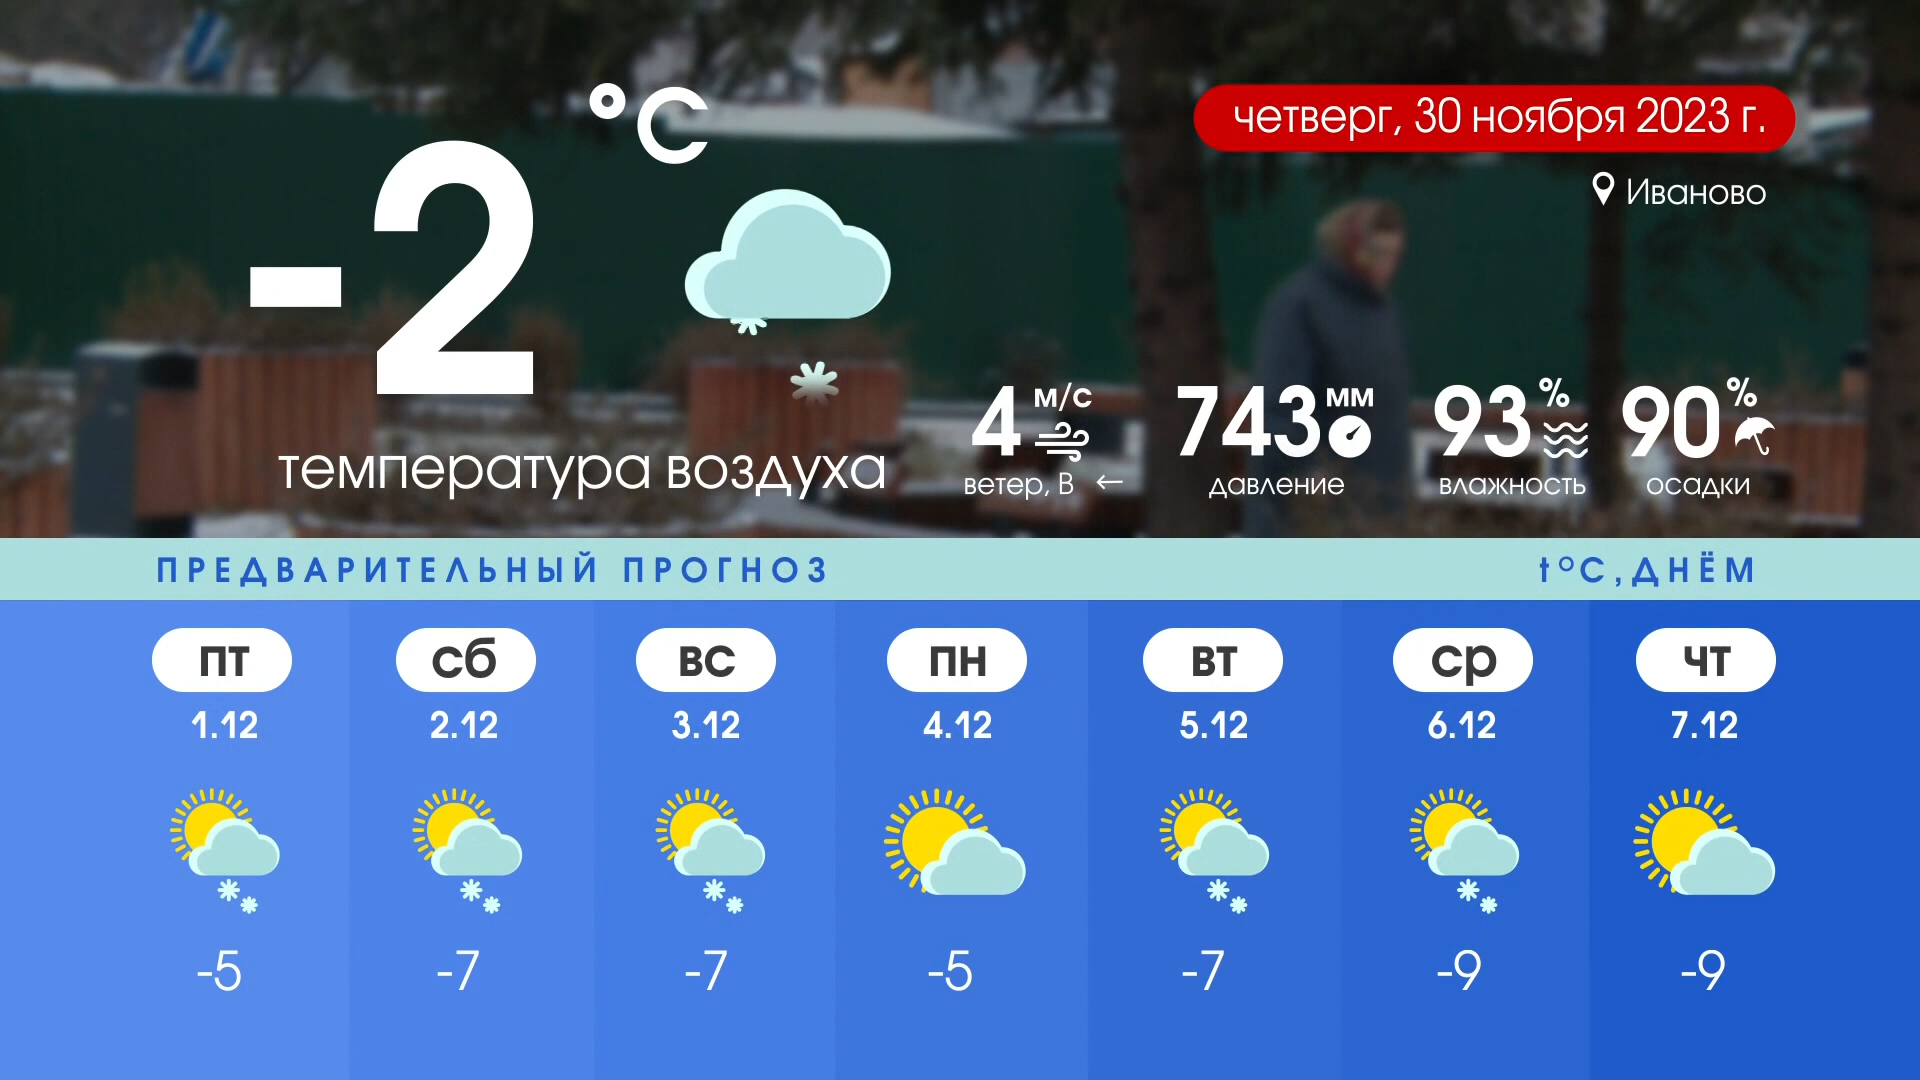 -2 °C
температура воздуха
четверг, 30 ноября 2023 г.
Иваново
4 м/с
ветер, В ←
743 мм
давление
93 %
влажность
90 %
осадки
ПРЕДВАРИТЕЛЬНЫЙ ПРОГНОЗ
t°C, ДНЁМ
пт сб вс пн вт ср чт
1.12 2.12 3.12 4.12 5.12 6.12 7.12
-5 -7 -7 -5 -7 -9 -9